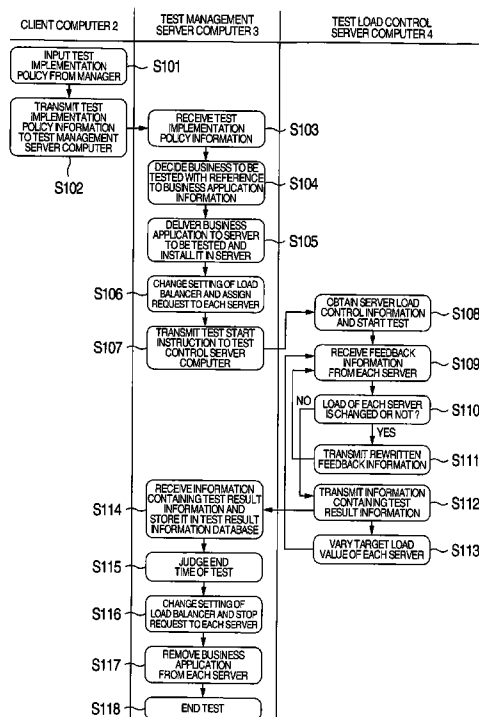 CLIENT COMPUTER 2
TEST MANAGEMENT
SERVER COMPUTER 3
TEST LOAD CONTROL
SERVER COMPUTER 4
INPUT TEST
IMPLEMENTATION
POLICY FROM MANAGER
S101
TRANSMIT TEST
IMPLEMENTATION
POLICY INFORMATION
TO TEST MANAGEMENT
SERVER COMPUTER
S102
RECEIVE TEST
IMPLEMENTATION
POLICY INFORMATION
S103
DECIDE BUSINESS TO BE
TESTED WITH REFERENCE
TO BUSINESS APPLICATION
INFORMATION
S104
DELIVER BUSINESS
APPLICATION TO SERVER
TO BE TESTED AND
INSTALL IT IN SERVER
S105
CHANGE SETTING OF LOAD
BALANCER AND ASSIGN
REQUEST TO EACH SERVER
S106
TRANSMIT TEST START
INSTRUCTION TO TEST
CONTROL SERVER
COMPUTER
S107
OBTAIN SERVER LOAD
CONTROL INFORMATION
AND START TEST
S108
RECEIVE FEEDBACK
INFORMATION
FROM EACH SERVER
S109
NO
LOAD OF EACH SERVER
IS CHANGED OR NOT ?
S110
YES
TRANSMIT REWRITTEN
FEEDBACK INFORMATION
S111
TRANSMIT INFORMATION
CONTAINING TEST
RESULT INFORMATION
S112
VARY TARGET LOAD
VALUE OF EACH SERVER
S113
RECEIVE INFORMATION
CONTAINING TEST RESULT
INFORMATION AND
STORE IT IN TEST RESULT
INFORMATION DATABASE
S114
JUDGE END
TIME OF TEST
S115
CHANGE SETTING OF
LOAD BALANCER AND STOP
REQUEST TO EACH SERVER
S116
REMOVE BUSINESS
APPLICATION
FROM EACH SERVER
S117
END TEST
S118